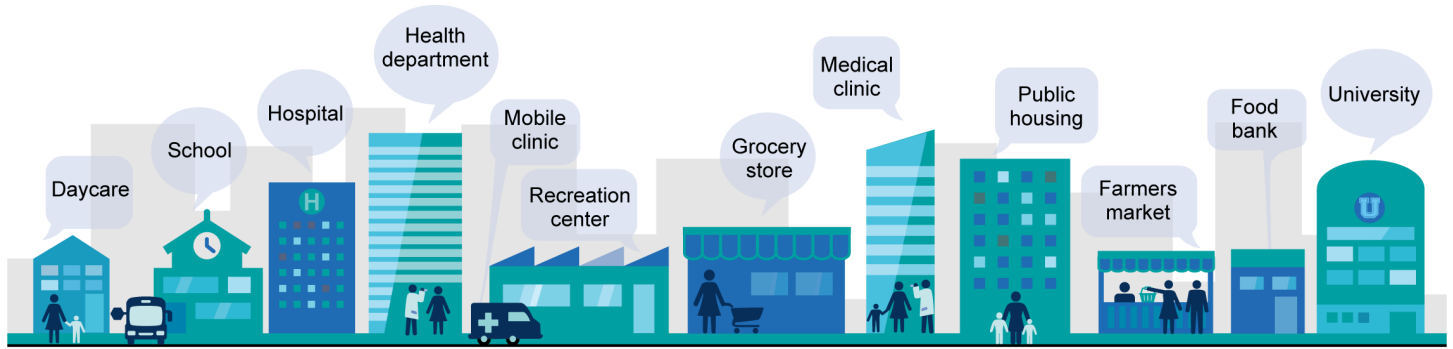 Daycare
School
Hospital
H
Health
department
Mobile
clinic
Recreation
center
Grocery
store
Medical
clinic
Public
housing
Farmers
market
Food
bank
University
U